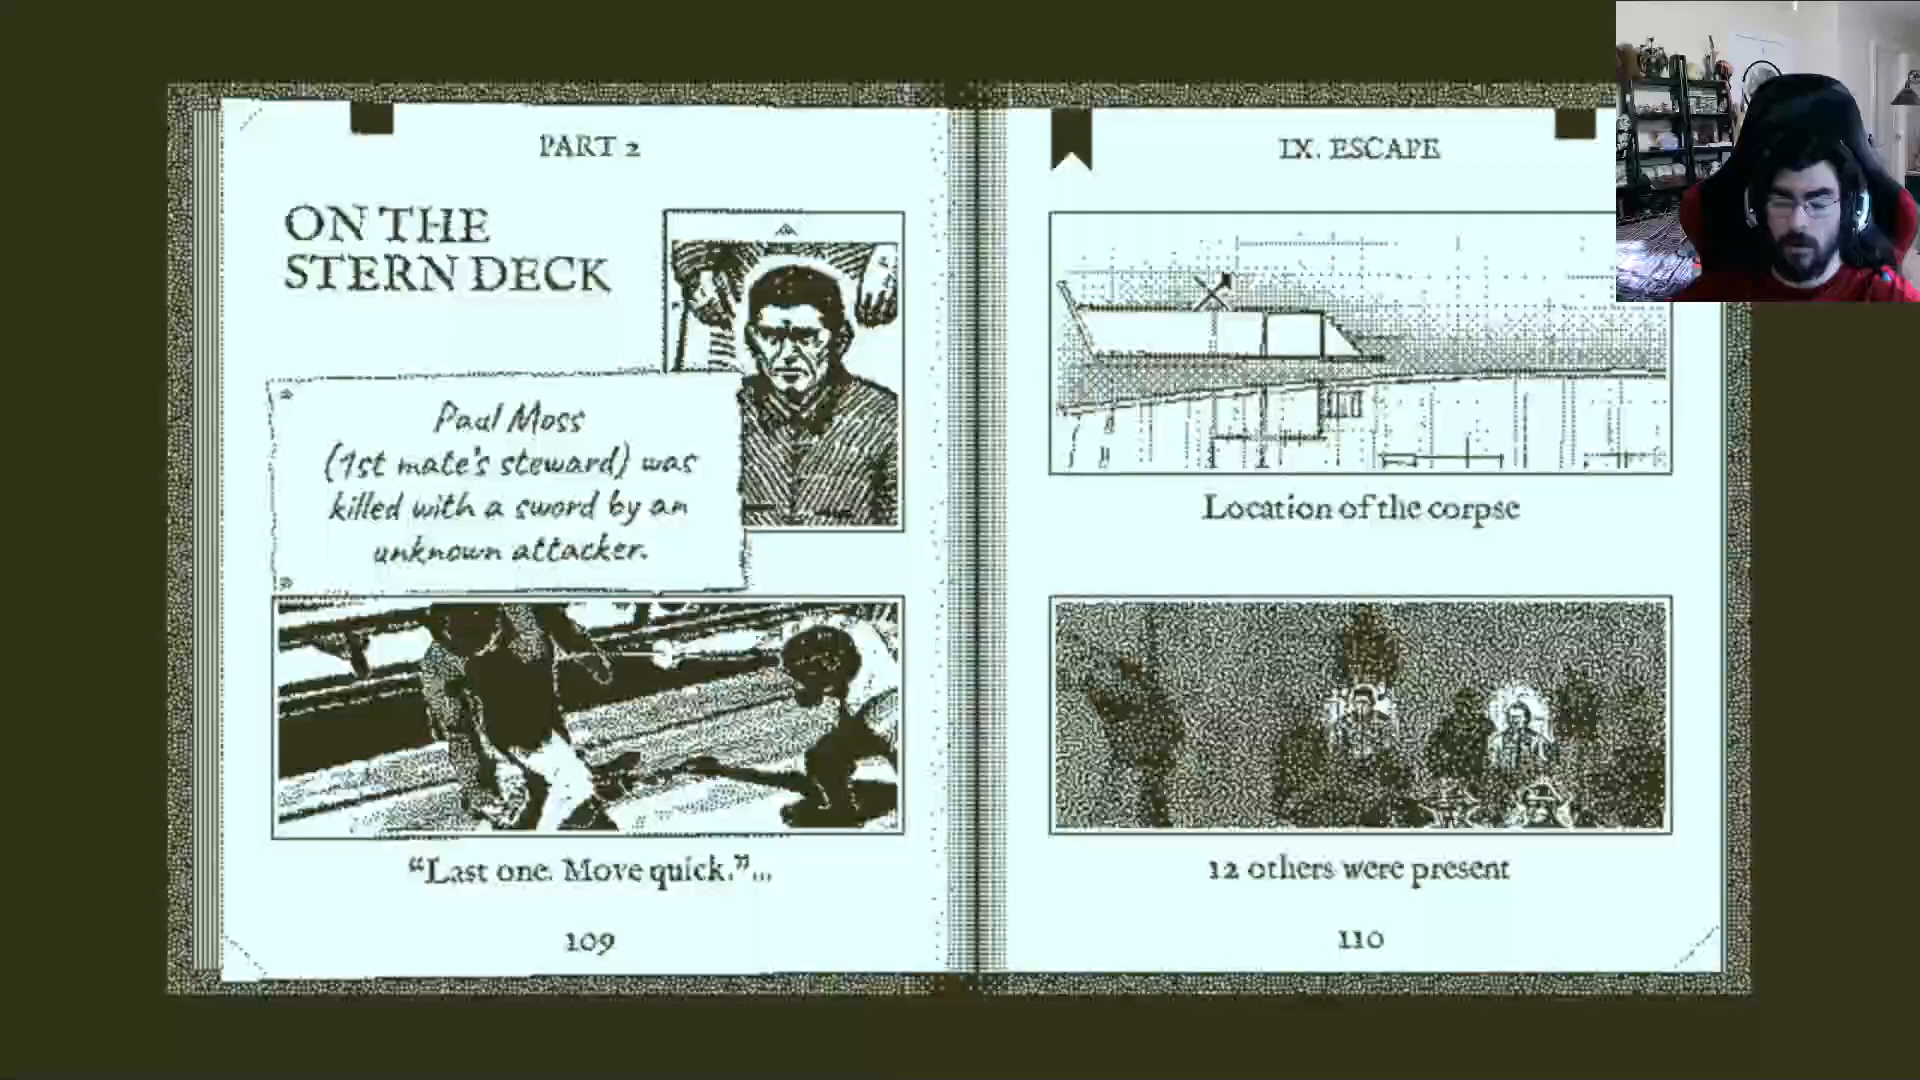 PART 2
ON THE
STERN DECK
Paul Moss
(1st mate's steward) was
killed with a sword by an
unknown attacker.
“Last one. Move quick.”...
109
IX. ESCAPE
Location of the corpse
12 others were present
110